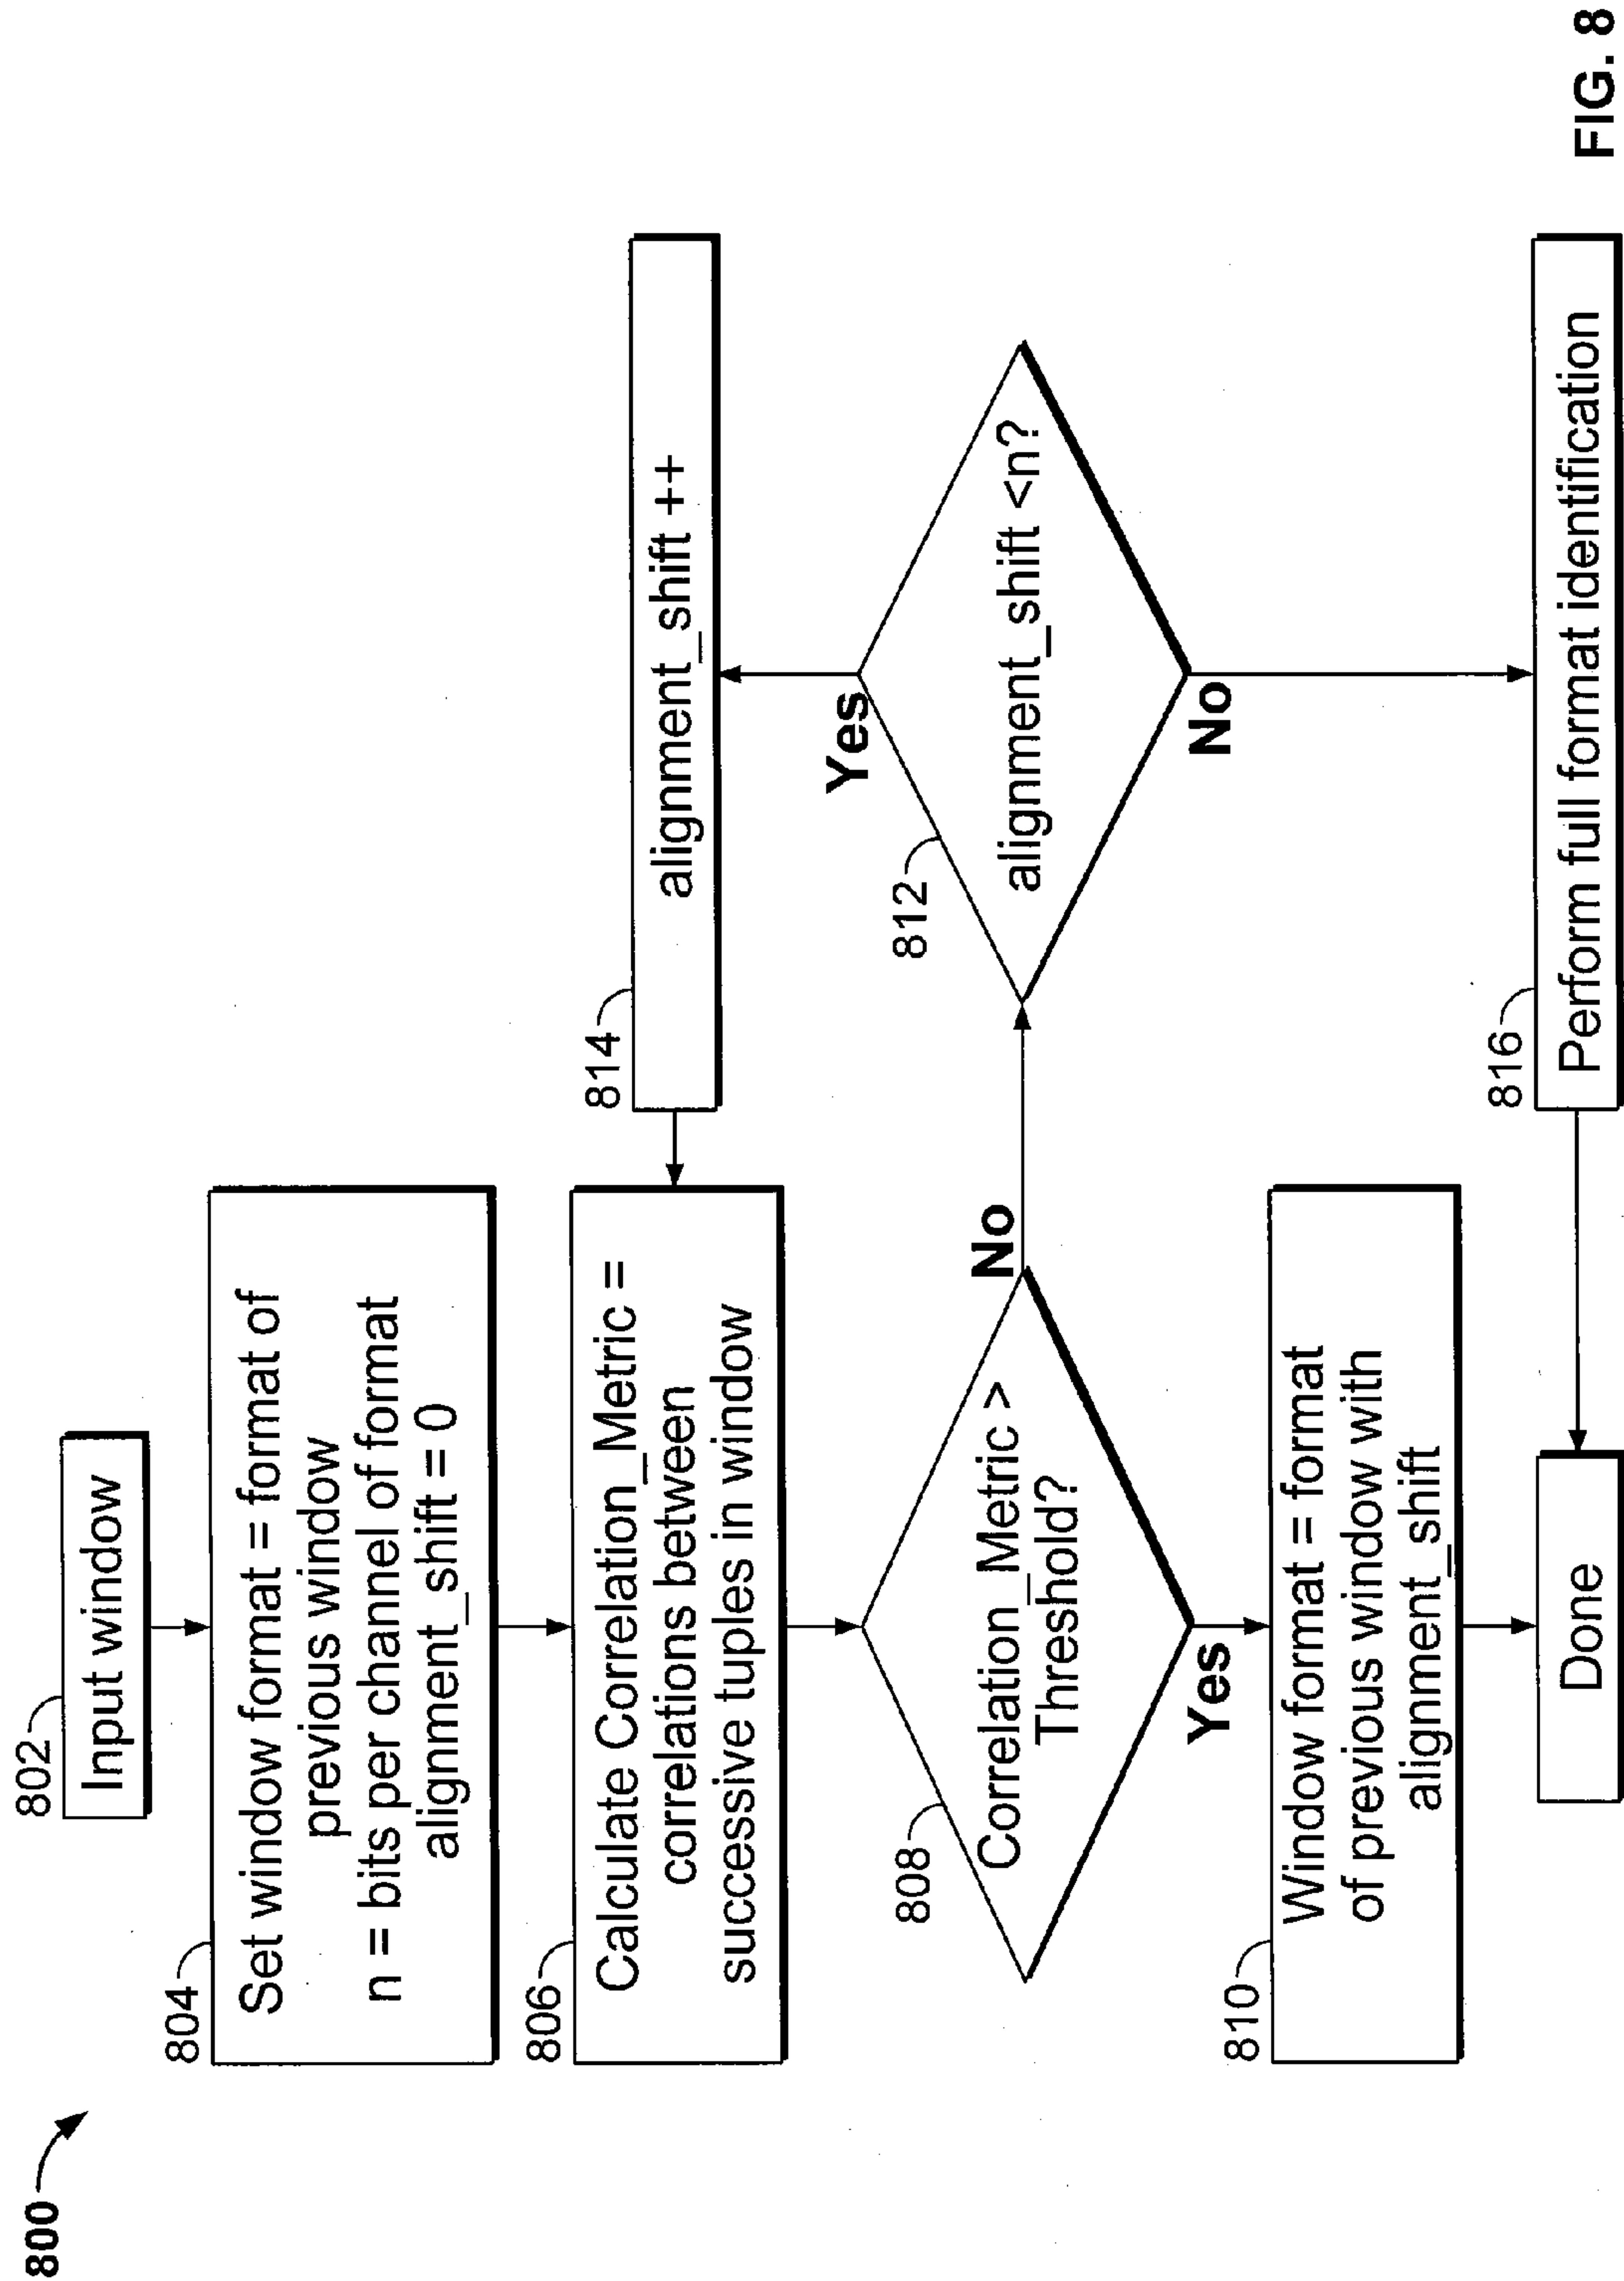 800
802
Input window
804
Set window format = format of
previous window
n = bits per channel of format
alignment_shift = 0
806
Calculate Correlation_Metric =
correlations between
successive tuples in window
814
alignment_shift ++
808
Correlation_Metric >
Threshold?
No
Yes
812
alignment_shift <n?
Yes
No
810
Window format = format
of previous window with
alignment_shift
816
Perform full format identification
Done
FIG. 8